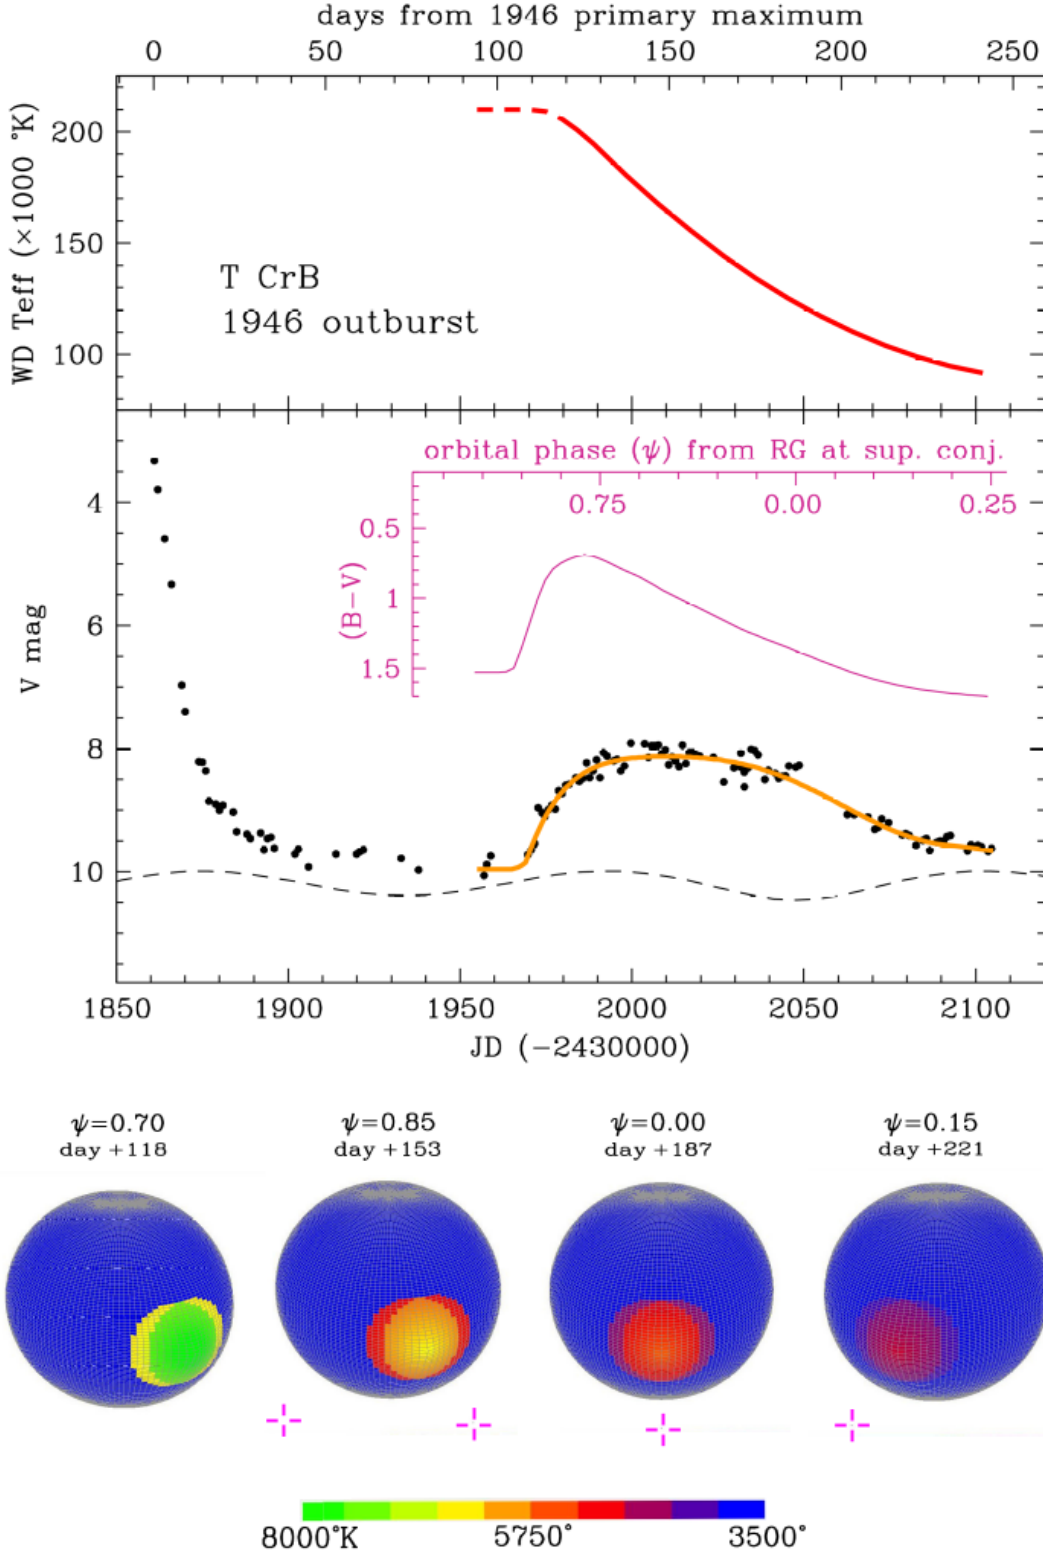 days from 1946 primary maximum
0 50 100 150 200 250
WD Teff (×1000 °K)
200
150
100
T CrB
1946 outburst
orbital phase (ψ) from RG at sup. conj.
0.75 0.00 0.25
(B−V)
0.5
1
1.5
V mag
4
6
8
10
1850 1900 1950 2000 2050 2100
JD (−2430000)
ψ=0.70 ψ=0.85 ψ=0.00 ψ=0.15
day +118 day +153 day +187 day +221
8000°K 5750° 3500°